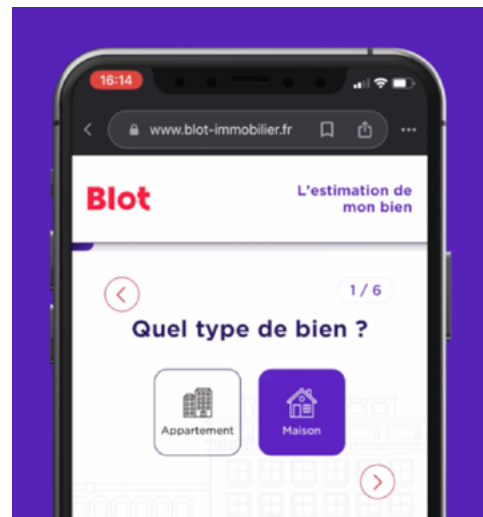 16:14
www.blot-immobilier.fr
Blot
L'estimation de
mon bien
1 / 6
Quel type de bien ?
Appartement
Maison